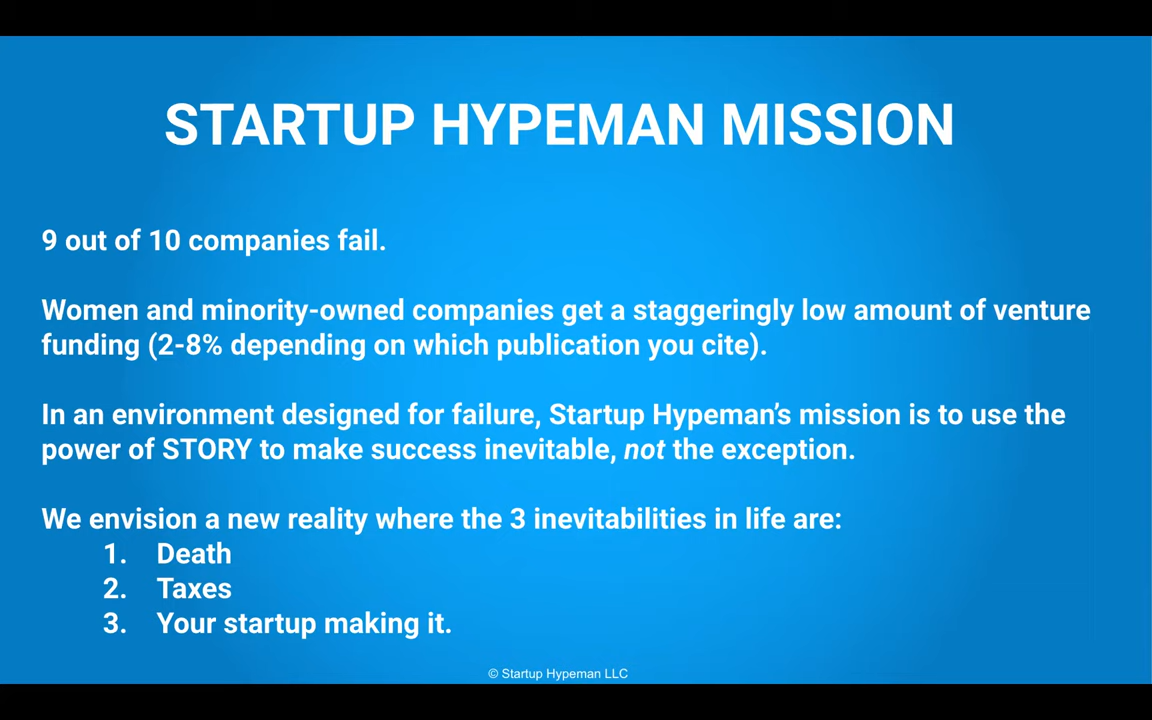 STARTUP HYPEMAN MISSION
9 out of 10 companies fail.
Women and minority-owned companies get a staggeringly low amount of venture
funding (2-8% depending on which publication you cite).
In an environment designed for failure, Startup Hypeman’s mission is to use the
power of STORY to make success inevitable, not the exception.
We envision a new reality where the 3 inevitabilities in life are:
1. Death
2. Taxes
3. Your startup making it.
© Startup Hypeman LLC